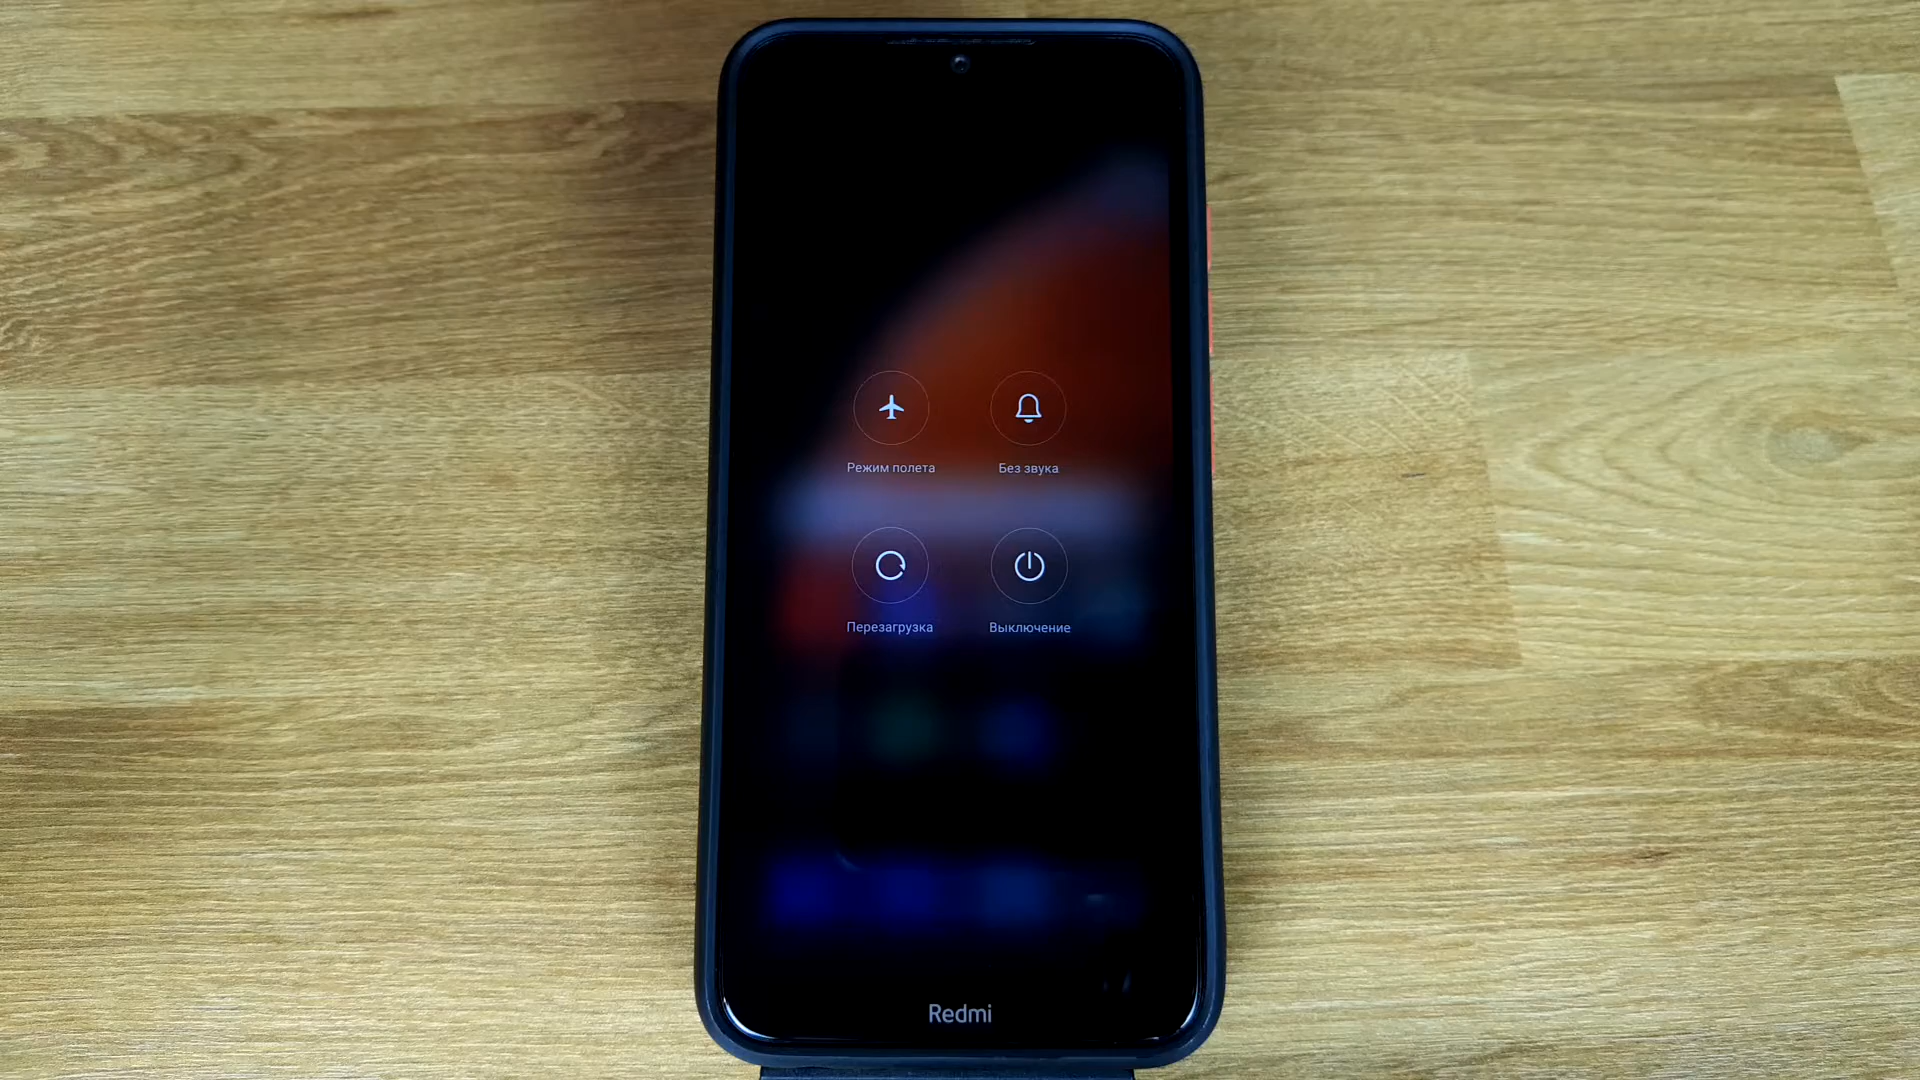 Режим полета
Без звука
Перезагрузка
Выключение
Redmi